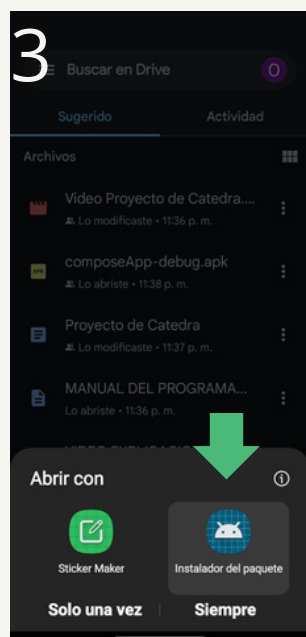 3
Buscar en Drive
O
Sugerido
Actividad
Archivos
Video Proyecto de Catedra....
Lo modificaste • 11:36 p. m.
composeApp-debug.apk
APK
Lo abriste • 11:38 p. m.
Proyecto de Catedra
Lo modificaste • 11:37 p. m.
MANUAL DEL PROGRAMA...
Lo abriste • 11:36 p. m.
Abrir con
Sticker Maker
Instalador del paquete
Solo una vez
Siempre